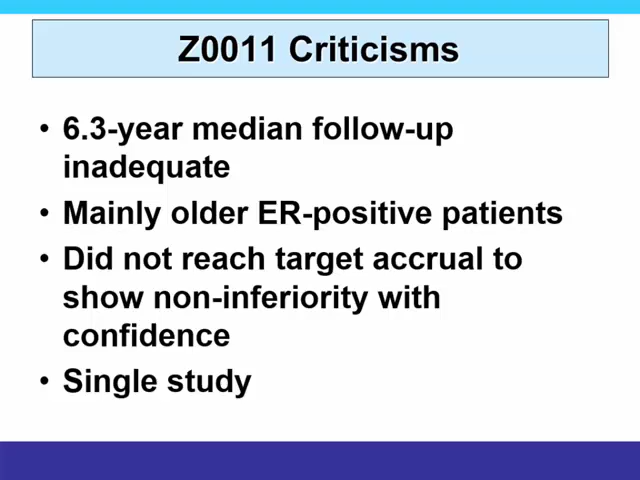 Z0011 Criticisms
• 6.3-year median follow-up
inadequate
• Mainly older ER-positive patients
• Did not reach target accrual to
show non-inferiority with
confidence
• Single study